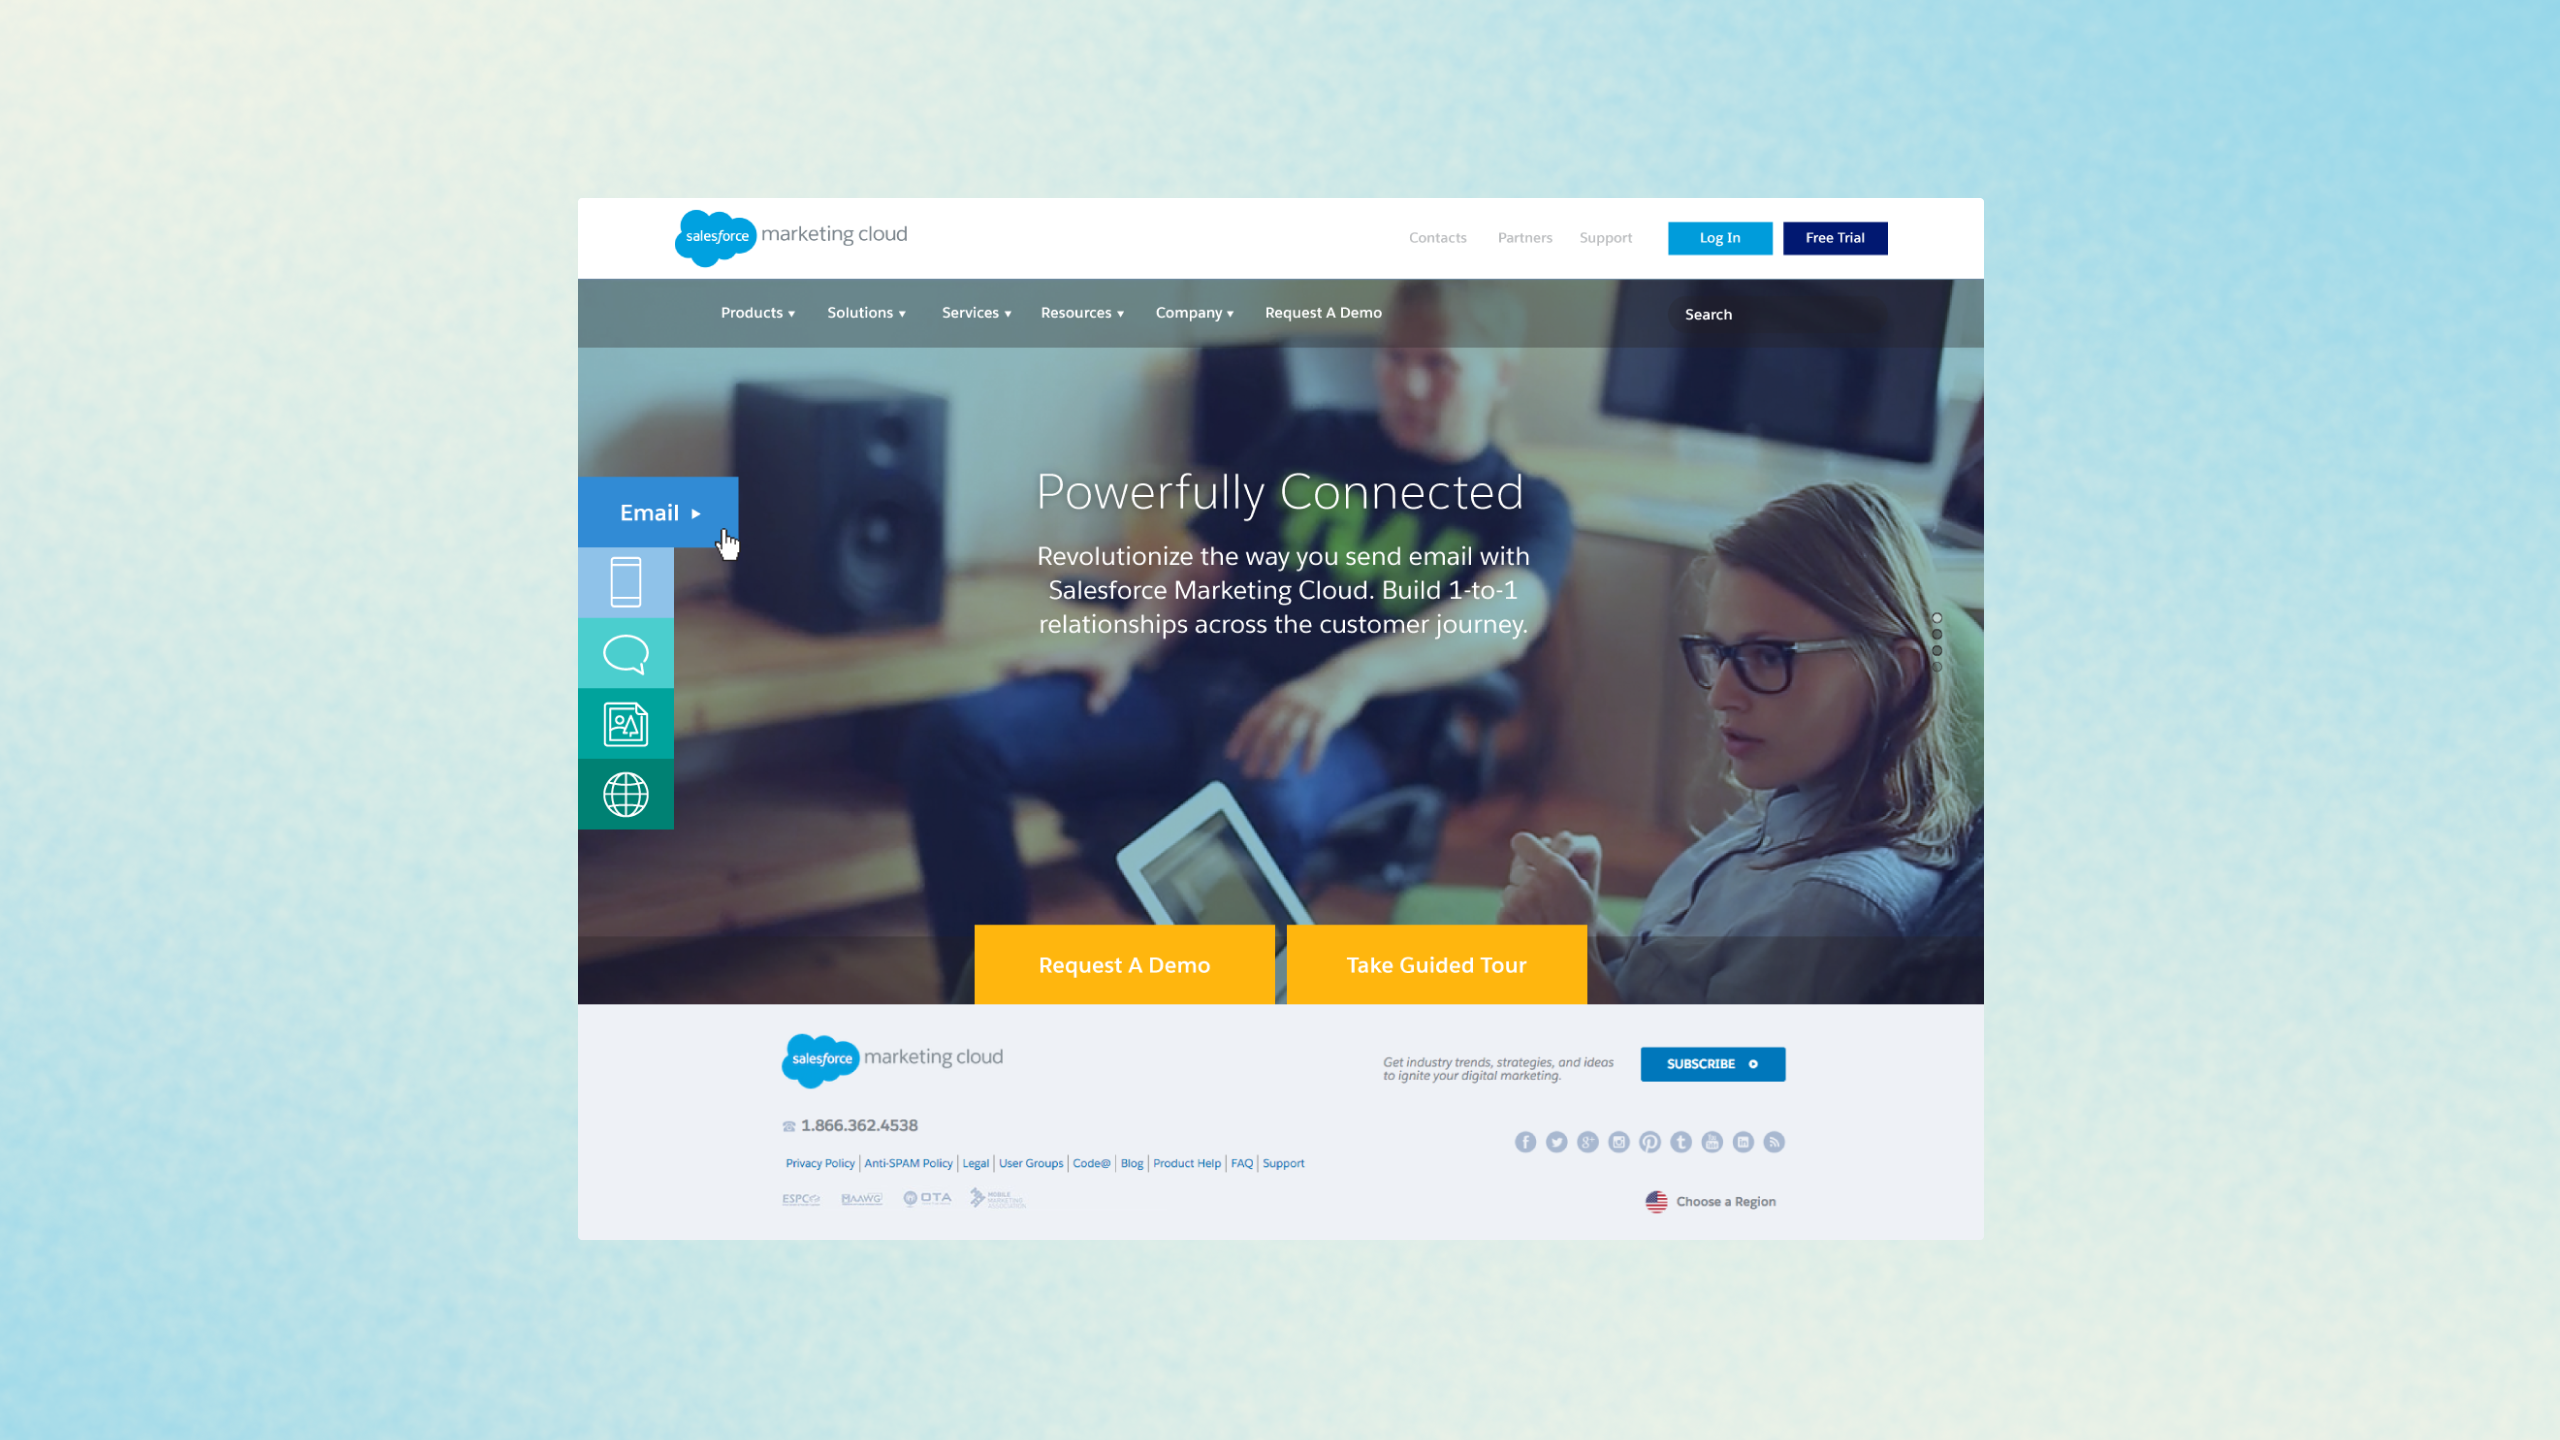 salesforce marketing cloud
Contacts Partners Support Log In Free Trial
Products ▾ Solutions ▾ Services ▾ Resources ▾ Company ▾ Request A Demo Search
Powerfully Connected
Email ▸
Revolutionize the way you send email with
Salesforce Marketing Cloud. Build 1-to-1
relationships across the customer journey.
Request A Demo Take Guided Tour
salesforce marketing cloud
Get industry trends, strategies, and ideas
to ignite your digital marketing.
SUBSCRIBE
1.866.362.4538
Privacy Policy | Anti-SPAM Policy | Legal | User Groups | Code@ | Blog | Product Help | FAQ | Support
ESPC MAAWG OTA MOBILE
MARKETING
ASSOCIATION
Choose a Region